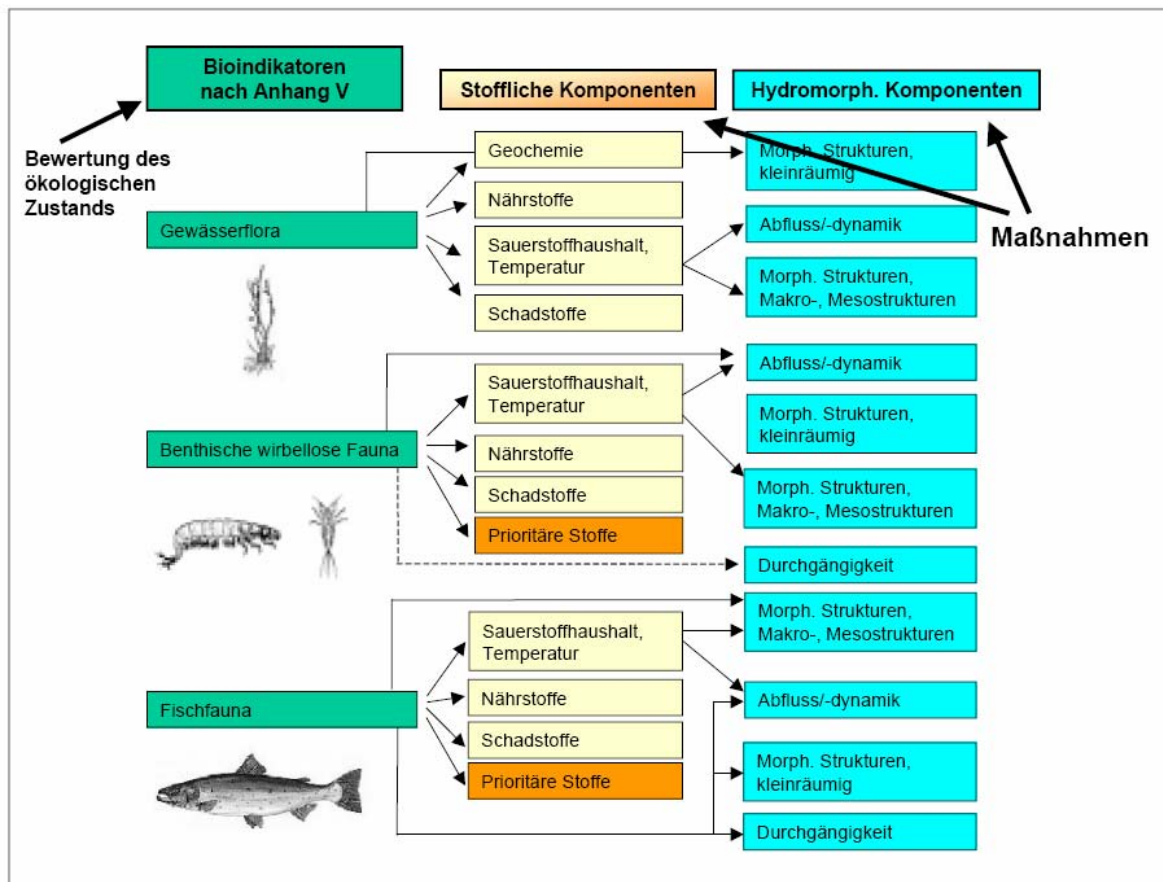 Bioindikatoren
nach Anhang V
Stoffliche Komponenten
Hydromorph. Komponenten
Bewertung des
ökologischen
Zustands
Maßnahmen
Gewässerflora
Geochemie
Nährstoffe
Sauerstoffhaushalt,
Temperatur
Schadstoffe
Morph. Strukturen,
kleinräumig
Abfluss/-dynamik
Morph. Strukturen,
Makro-, Mesostrukturen
Benthische wirbellose Fauna
Sauerstoffhaushalt,
Temperatur
Nährstoffe
Schadstoffe
Prioritäre Stoffe
Abfluss/-dynamik
Morph. Strukturen,
kleinräumig
Morph. Strukturen,
Makro-, Mesostrukturen
Durchgängigkeit
Fischfauna
Sauerstoffhaushalt,
Temperatur
Nährstoffe
Schadstoffe
Prioritäre Stoffe
Morph. Strukturen,
Makro-, Mesostrukturen
Abfluss/-dynamik
Morph. Strukturen,
kleinräumig
Durchgängigkeit